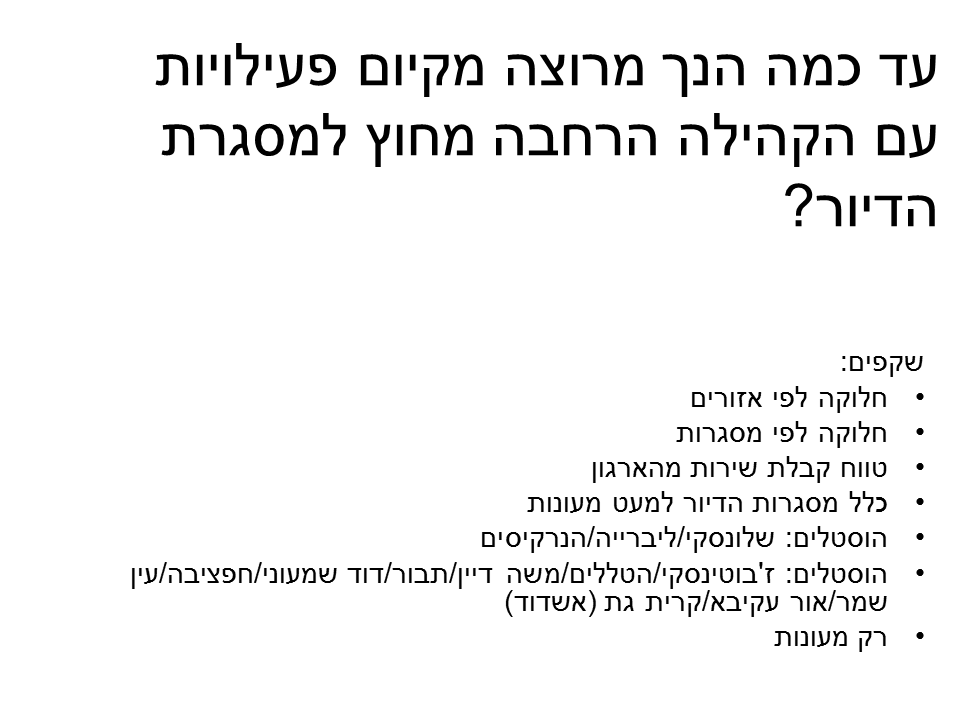 עד כמה הנך מרוצה מקיום פעילויות
עם הקהילה הרחבה מחוץ למסגרת
הדיור?
שקפים:
• חלוקה לפי אזורים
• חלוקה לפי מסגרות
• טווח קבלת שירות מהארגון
• כלל מסגרות הדיור למעט מעונות
• הוסטלים: שלונסקי/ליברייה/הנרקיסים
• הוסטלים: ז'בוטינסקי/הטללים/משה דיין/תבור/דוד שמעוני/חפציבה/עין
שמר/אור עקיבא/קרית גת (אשדוד)
• רק מעונות